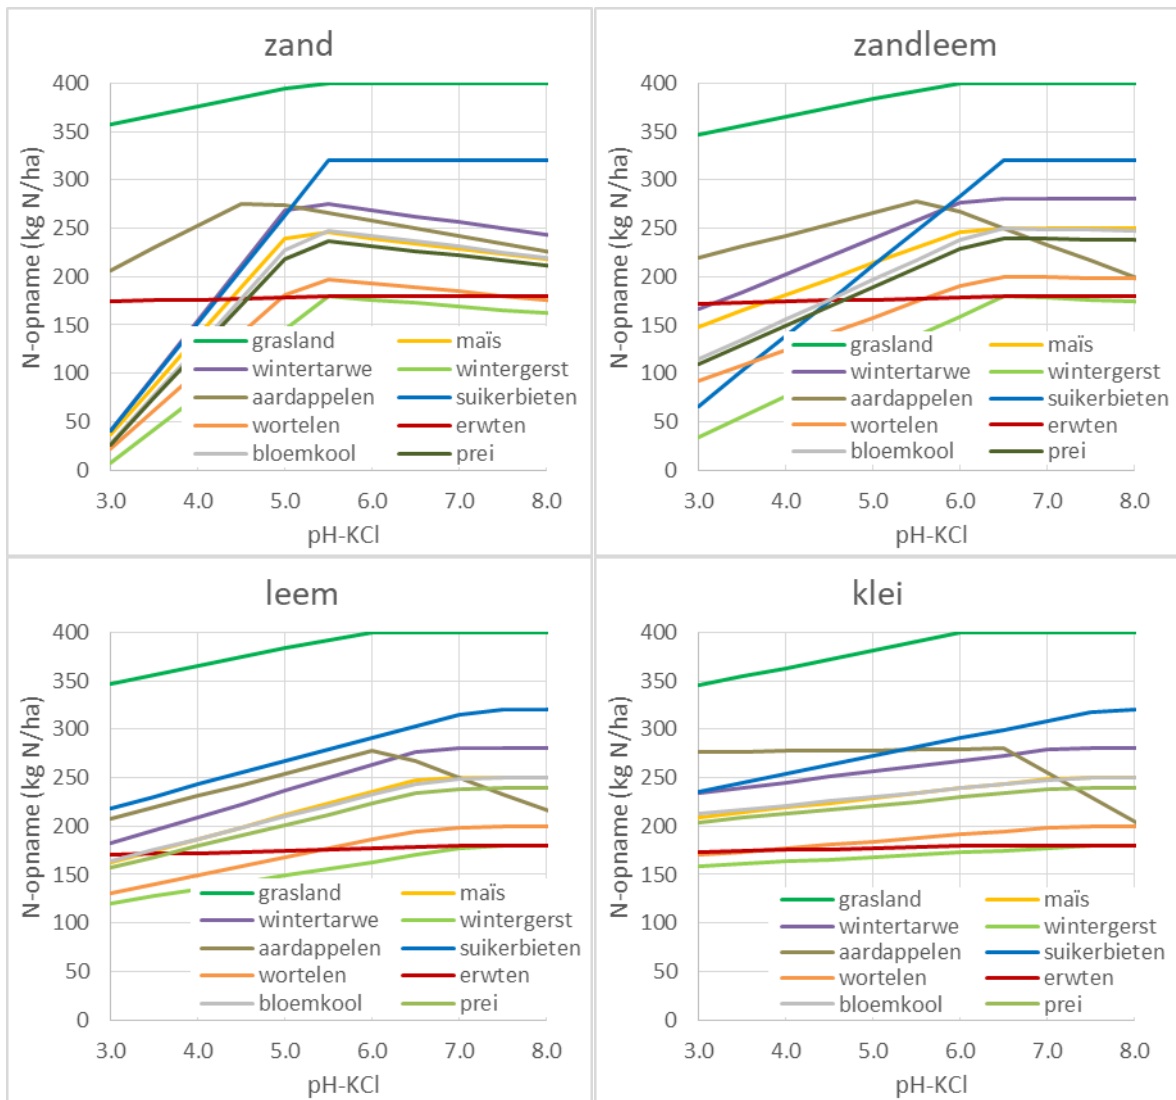 zand
N-opname (kg N/ha)
400
350
300
250
200
150
100
50
0
grasland maïs
wintertarwe wintergerst
aardappelen suikerbieten
wortelen erwten
bloemkool prei
3.0 4.0 5.0 6.0 7.0 8.0
pH-KCl
zandleem
N-opname (kg N/ha)
400
350
300
250
200
150
100
50
0
grasland maïs
wintertarwe wintergerst
aardappelen suikerbieten
wortelen erwten
bloemkool prei
3.0 4.0 5.0 6.0 7.0 8.0
pH-KCl
leem
N-opname (kg N/ha)
400
350
300
250
200
150
100
50
0
grasland maïs
wintertarwe wintergerst
aardappelen suikerbieten
wortelen erwten
bloemkool prei
3.0 4.0 5.0 6.0 7.0 8.0
pH-KCl
klei
N-opname (kg N/ha)
400
350
300
250
200
150
100
50
0
grasland maïs
wintertarwe wintergerst
aardappelen suikerbieten
wortelen erwten
bloemkool prei
3.0 4.0 5.0 6.0 7.0 8.0
pH-KCl